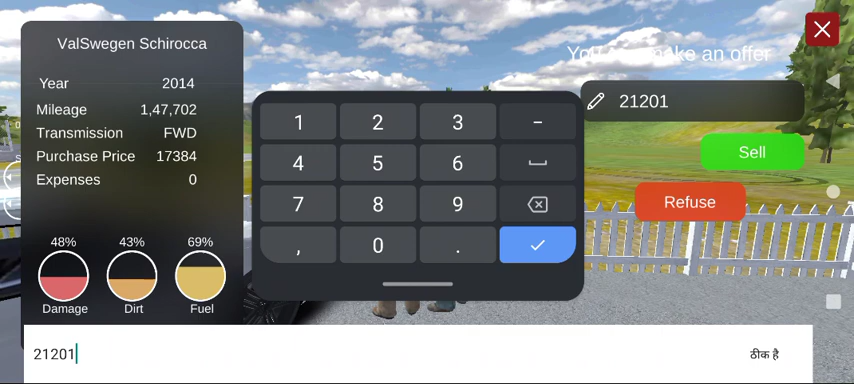 ValSwegen Schirocca
Year 2014
Mileage 1,47,702
Transmission FWD
Purchase Price 17384
Expenses 0
48% 43% 69%
Damage Dirt Fuel
1 2 3 -
4 5 6
7 8 9
, 0 .
an offer
21201
Sell
Refuse
21201
ठीक है